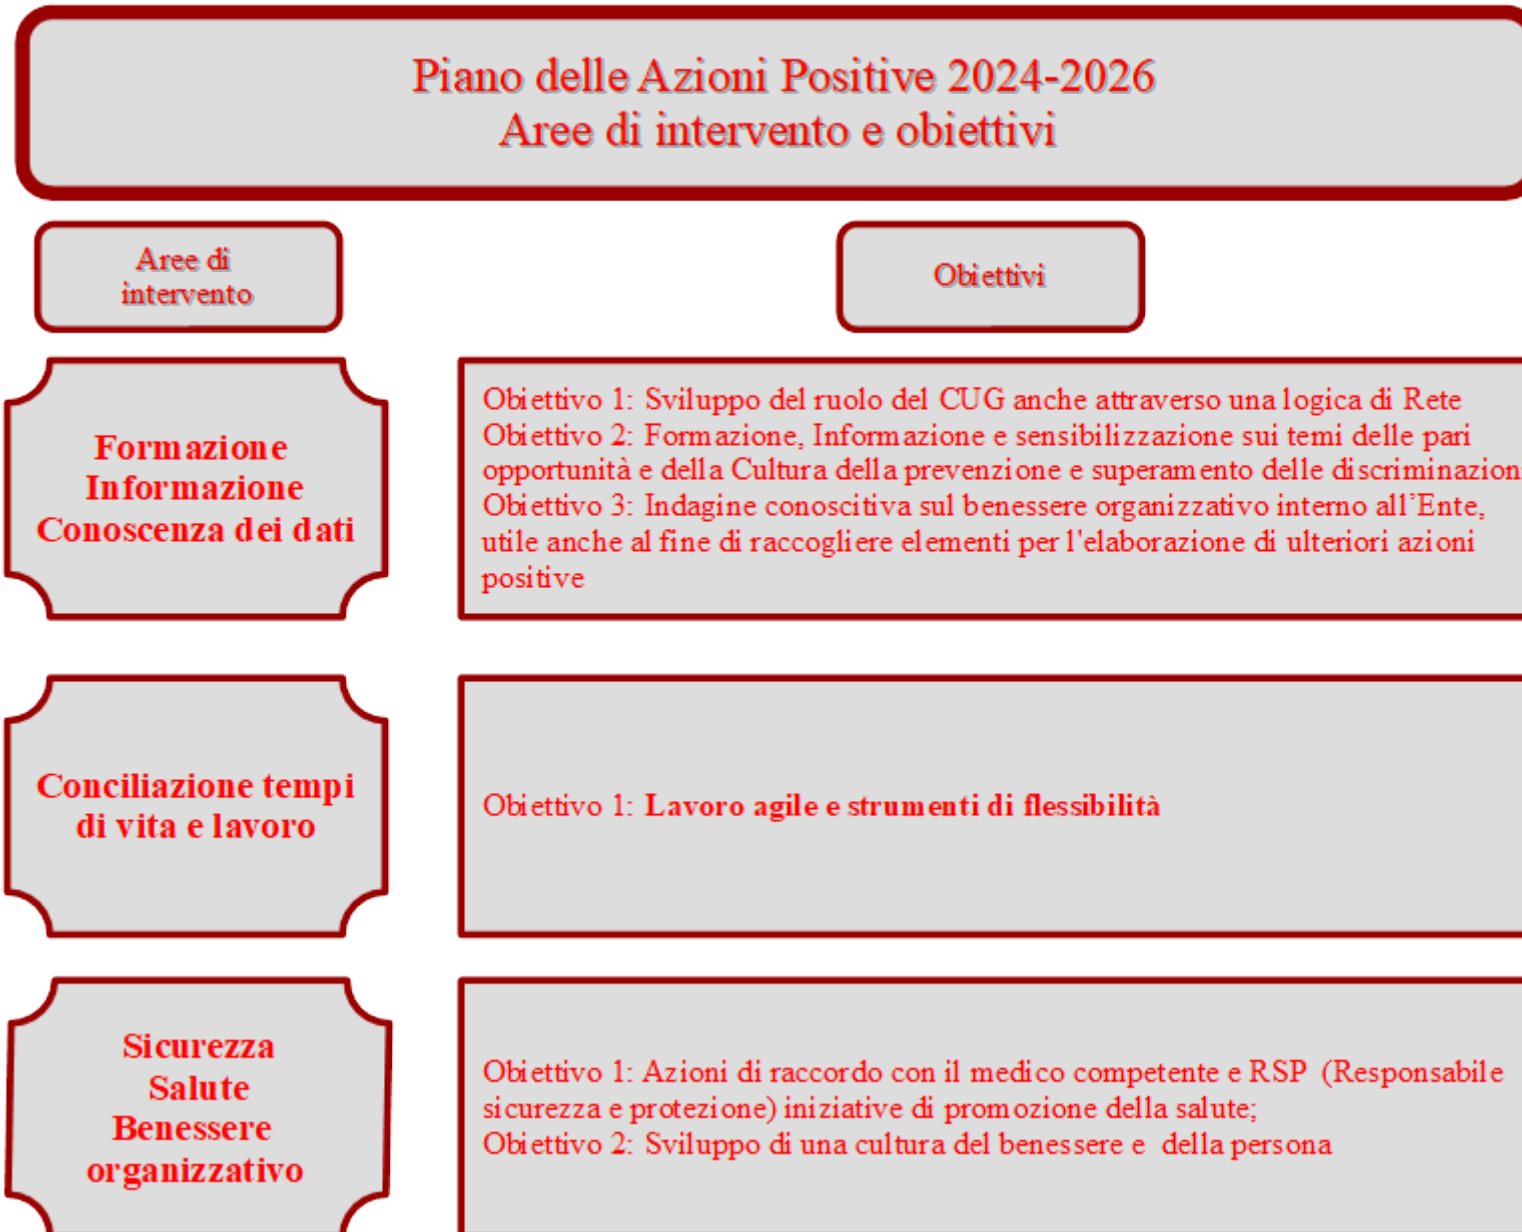 Piano delle Azioni Positive 2024-2026
Aree di intervento e obiettivi
Aree di
intervento
Obiettivi
Formazione
Informazione
Conoscenza dei dati
Obiettivo 1: Sviluppo del ruolo del CUG anche attraverso una logica di Rete
Obiettivo 2: Formazione, Informazione e sensibilizzazione sui temi delle pari
opportunità e della Cultura della prevenzione e superamento delle discriminazioni
Obiettivo 3: Indagine conoscitiva sul benessere organizzativo interno all’Ente,
utile anche al fine di raccogliere elementi per l'elaborazione di ulteriori azioni
positive
Conciliazione tempi
di vita e lavoro
Obiettivo 1: Lavoro agile e strumenti di flessibilità
Sicurezza
Salute
Benessere
organizzativo
Obiettivo 1: Azioni di raccordo con il medico competente e RSP (Responsabile
sicurezza e protezione) iniziative di promozione della salute;
Obiettivo 2: Sviluppo di una cultura del benessere e della persona